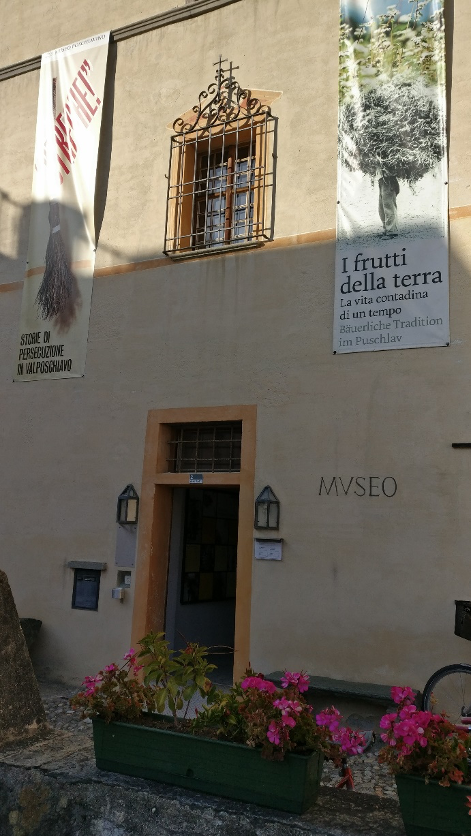 STORIE DI
PERSECUZIONE
IN VALPOSCHIAVO
I frutti
della terra
La vita contadina
di un tempo
Bäuerliche Tradition
im Puschlav
MVSEO